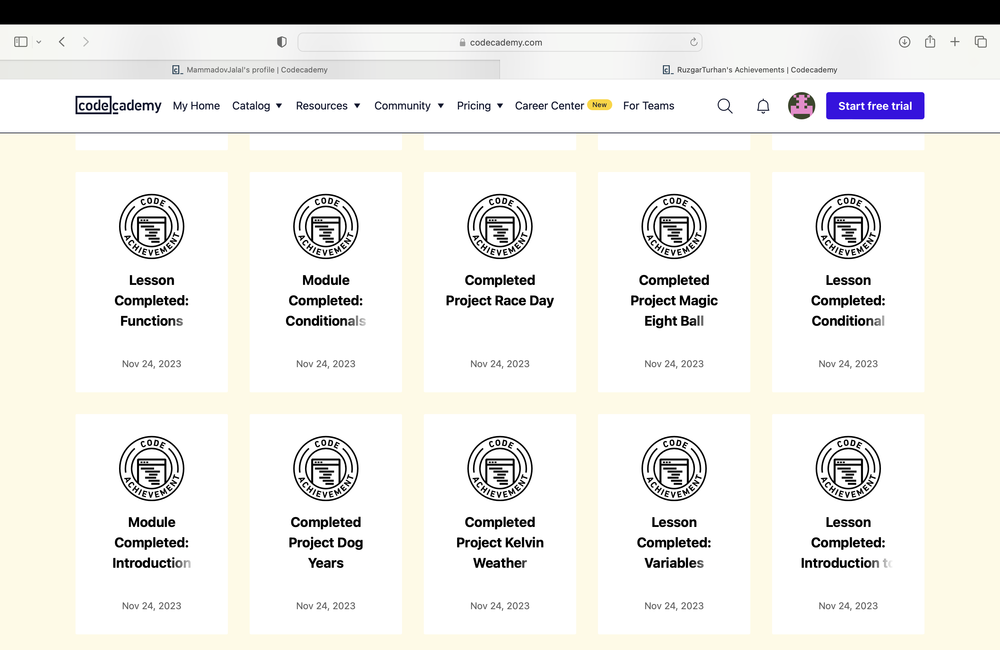 codecademy.com
MammadovJalal's profile | Codecademy
RuzgarTurhan's Achievements | Codecademy
codecademy My Home Catalog Resources Community Pricing Career Center New For Teams Start free trial
CODE ACHIEVEMENT
Lesson
Completed:
Functions
Nov 24, 2023
CODE ACHIEVEMENT
Module
Completed:
Conditionals
Nov 24, 2023
CODE ACHIEVEMENT
Completed
Project Race Day
Nov 24, 2023
CODE ACHIEVEMENT
Completed
Project Magic
Eight Ball
Nov 24, 2023
CODE ACHIEVEMENT
Lesson
Completed:
Conditional
Nov 24, 2023
CODE ACHIEVEMENT
Module
Completed:
Introduction
Nov 24, 2023
CODE ACHIEVEMENT
Completed
Project Dog
Years
Nov 24, 2023
CODE ACHIEVEMENT
Completed
Project Kelvin
Weather
Nov 24, 2023
CODE ACHIEVEMENT
Lesson
Completed:
Variables
Nov 24, 2023
CODE ACHIEVEMENT
Lesson
Completed:
Introduction to
Nov 24, 2023